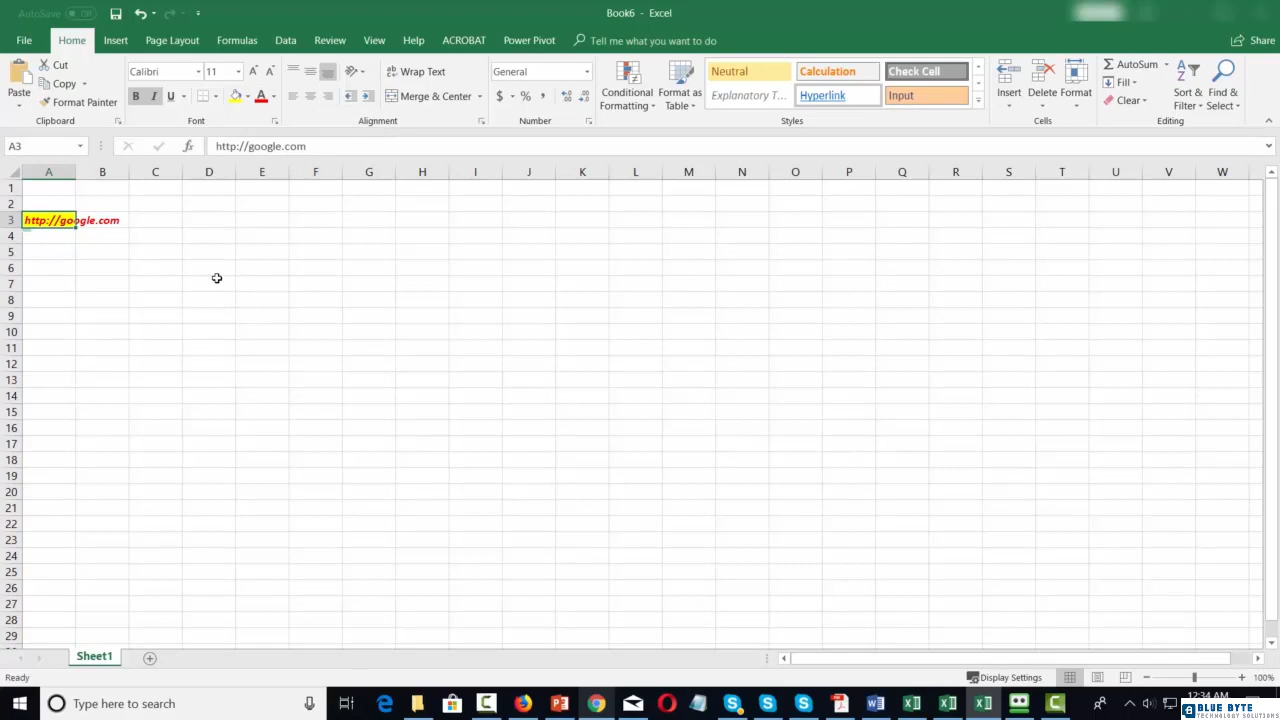 AutoSave Off
Book6 - Excel
File Home Insert Page Layout Formulas Data Review View Help ACROBAT Power Pivot Tell me what you want to do Share
Paste
Cut
Copy
Format Painter
Clipboard
Calibri 11
B I U
Font
Wrap Text
Merge & Center
Alignment
General
$ % ,
Number
Conditional Formatting
Format as Table
Neutral Calculation Check Cell
Explanatory T... Hyperlink Input
Styles
Insert Delete Format
Cells
AutoSum
Fill
Clear
Sort & Filter
Find & Select
Editing
A3 fx http://google.com
A B C D E F G H I J K L M N O P Q R S T U V W
1
2
3 http://google.com
4
5
6
7
8
9
10
11
12
13
14
15
16
17
18
19
20
21
22
23
24
25
26
27
28
29
Sheet1
Ready
Display Settings
100%
Type here to search
12:34 AM
BLUE BYTE
TECHNOLOGY SOLUTIONS